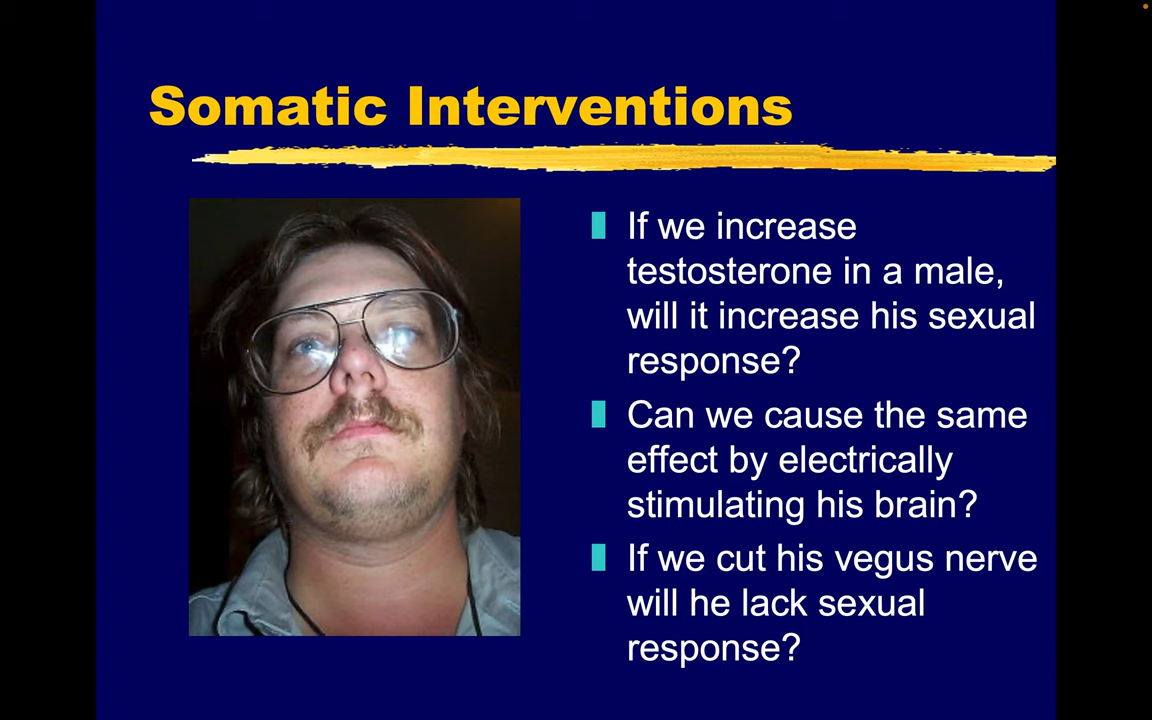 Somatic Interventions
If we increase
testosterone in a male,
will it increase his sexual
response?
Can we cause the same
effect by electrically
stimulating his brain?
If we cut his vegus nerve
will he lack sexual
response?